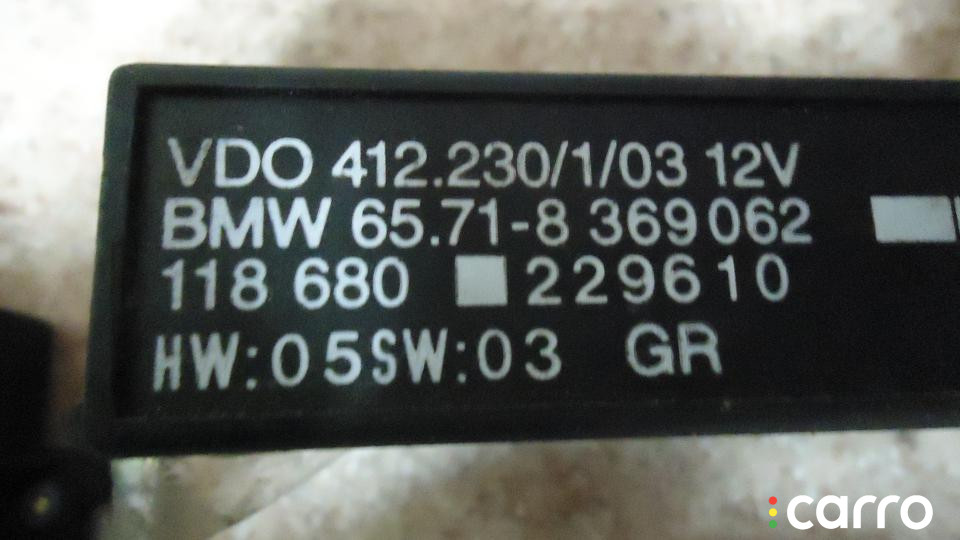 VDO 412.230/1/03 12V
BMW 65.71-8 369062
118 680 229610
HW:05SW:03 GR
carro